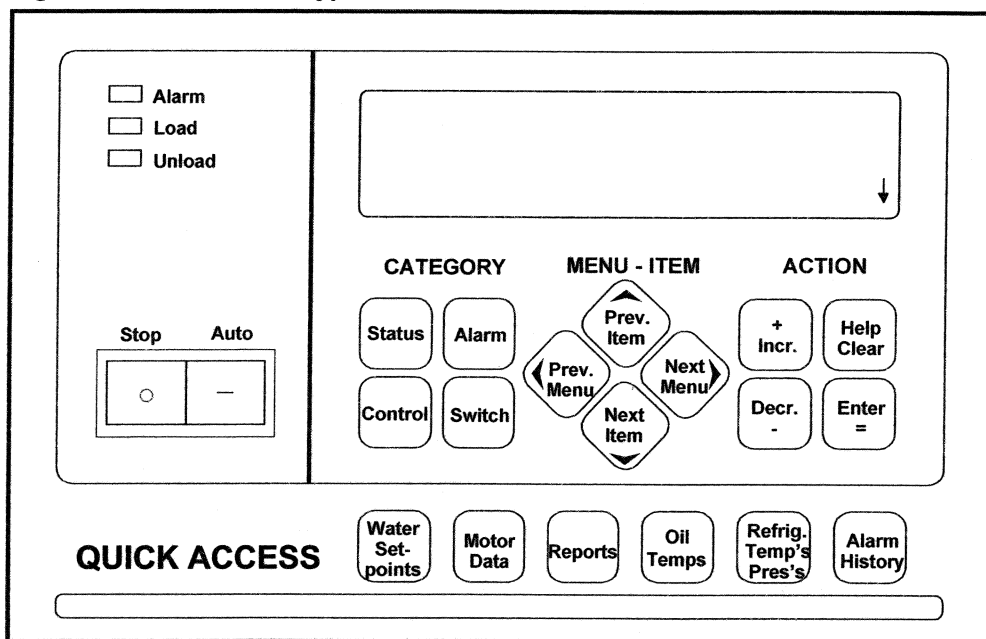 Alarm
Load
Unload
CATEGORY MENU - ITEM ACTION
Stop Auto
Status Alarm
Control Switch
Prev.
Item
Prev.
Menu
Next
Menu
Next
Item
+
Incr.
Help
Clear
Decr.
-
Enter
=
QUICK ACCESS
Water
Set-
points
Motor
Data
Reports
Oil
Temps
Refrig.
Temp's
Pres's
Alarm
History